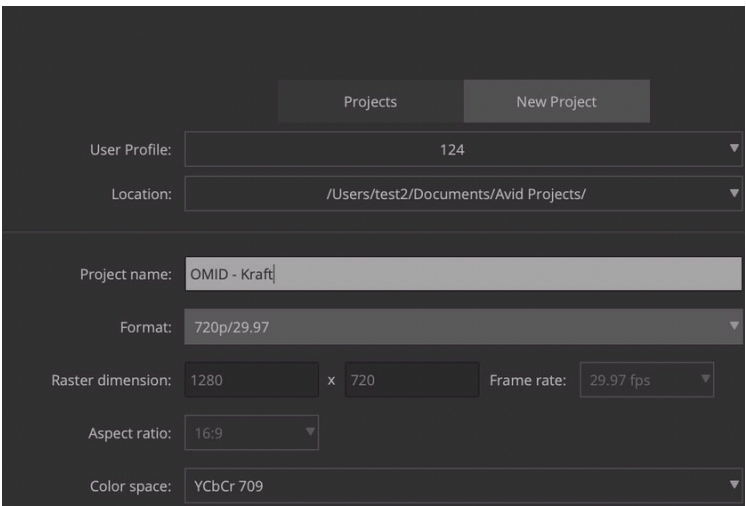 Projects New Project
User Profile: 124
Location: /Users/test2/Documents/Avid Projects/
Project name: OMID - Kraft
Format: 720p/29.97
Raster dimension: 1280 x 720 Frame rate: 29.97 fps
Aspect ratio: 16:9
Color space: YCbCr 709